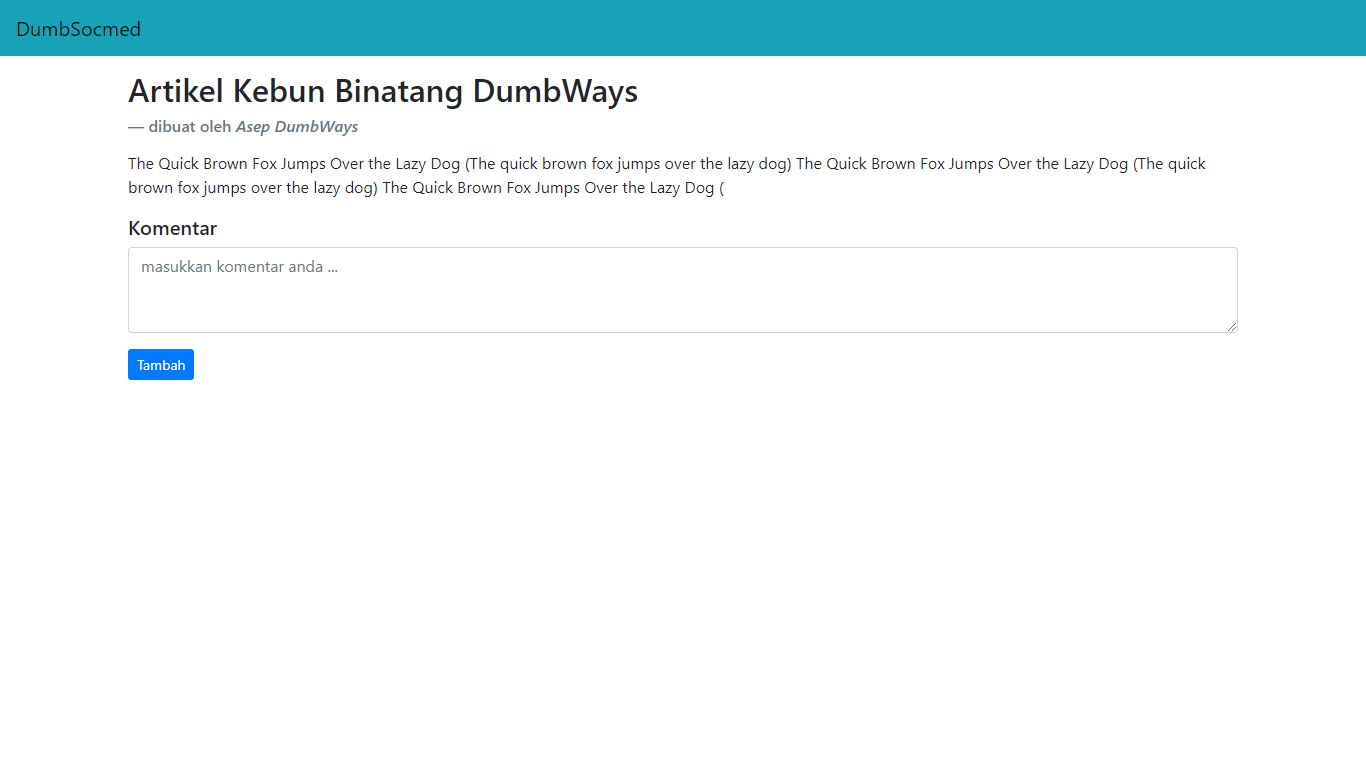 DumbSocmed
Artikel Kebun Binatang DumbWays
— dibuat oleh Asep DumbWays
The Quick Brown Fox Jumps Over the Lazy Dog (The quick brown fox jumps over the lazy dog) The Quick Brown Fox Jumps Over the Lazy Dog (The quick
brown fox jumps over the lazy dog) The Quick Brown Fox Jumps Over the Lazy Dog (
Komentar
masukkan komentar anda ...
Tambah